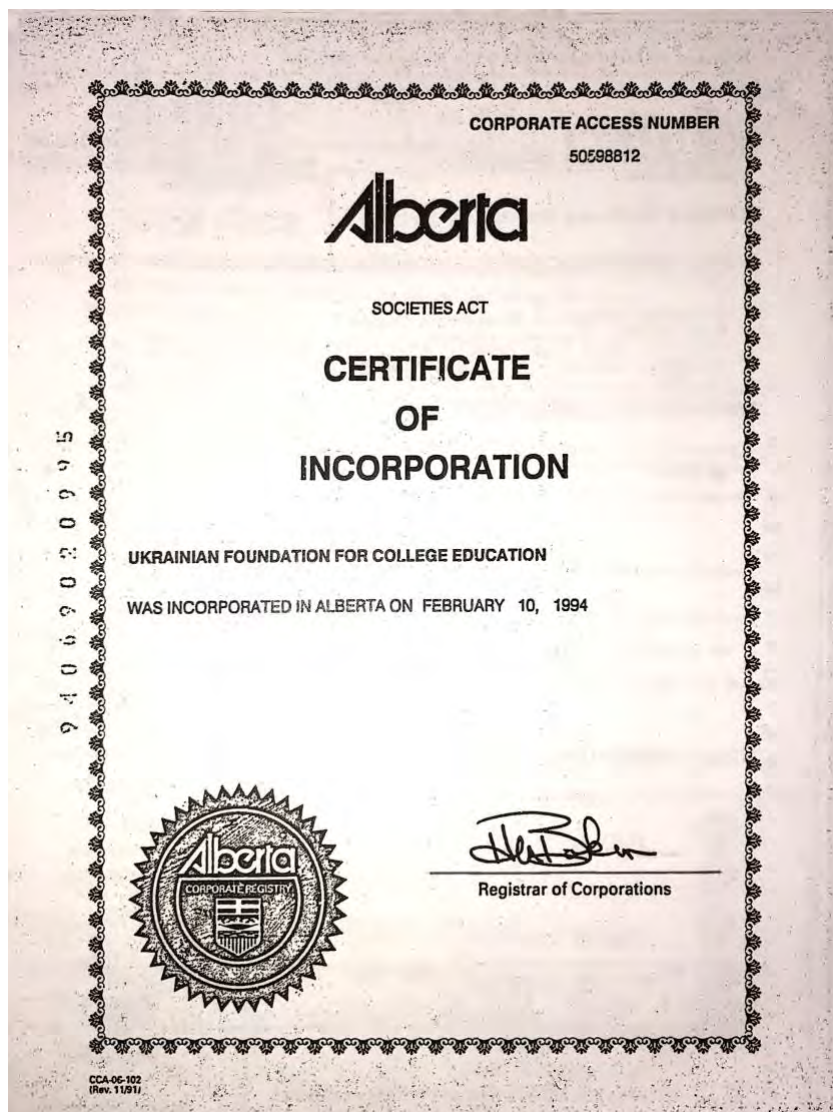 CORPORATE ACCESS NUMBER
50598812
Alberta
SOCIETIES ACT
CERTIFICATE
OF
INCORPORATION
UKRAINIAN FOUNDATION FOR COLLEGE EDUCATION
WAS INCORPORATED IN ALBERTA ON FEBRUARY 10, 1994
Alberta
CORPORATE REGISTRY
Registrar of Corporations
CCA-06-102
(Rev. 11/91)